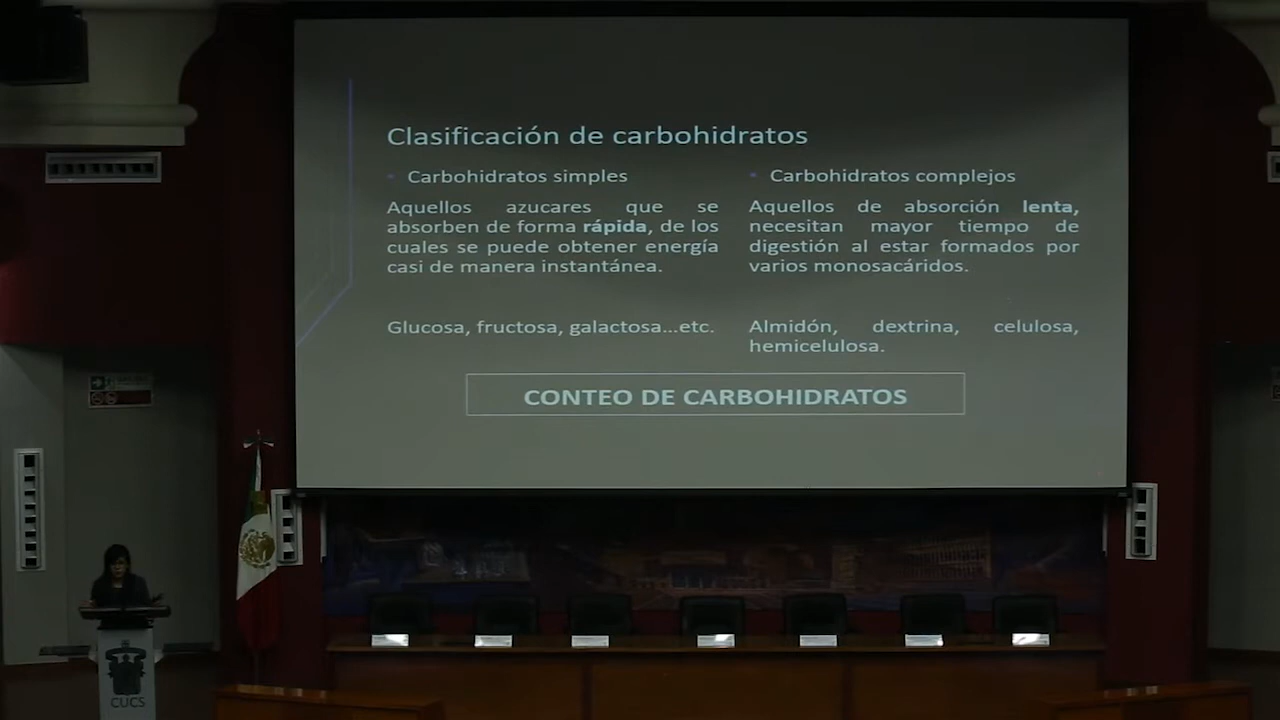 Clasificación de carbohidratos
Carbohidratos simples
Aquellos azucares que se
absorben de forma rápida, de los
cuales se puede obtener energía
casi de manera instantánea.
Glucosa, fructosa, galactosa...etc.
Carbohidratos complejos
Aquellos de absorción lenta,
necesitan mayor tiempo de
digestión al estar formados por
varios monosacáridos.
Almidón, dextrina, celulosa,
hemicelulosa.
CONTEO DE CARBOHIDRATOS
CUCS